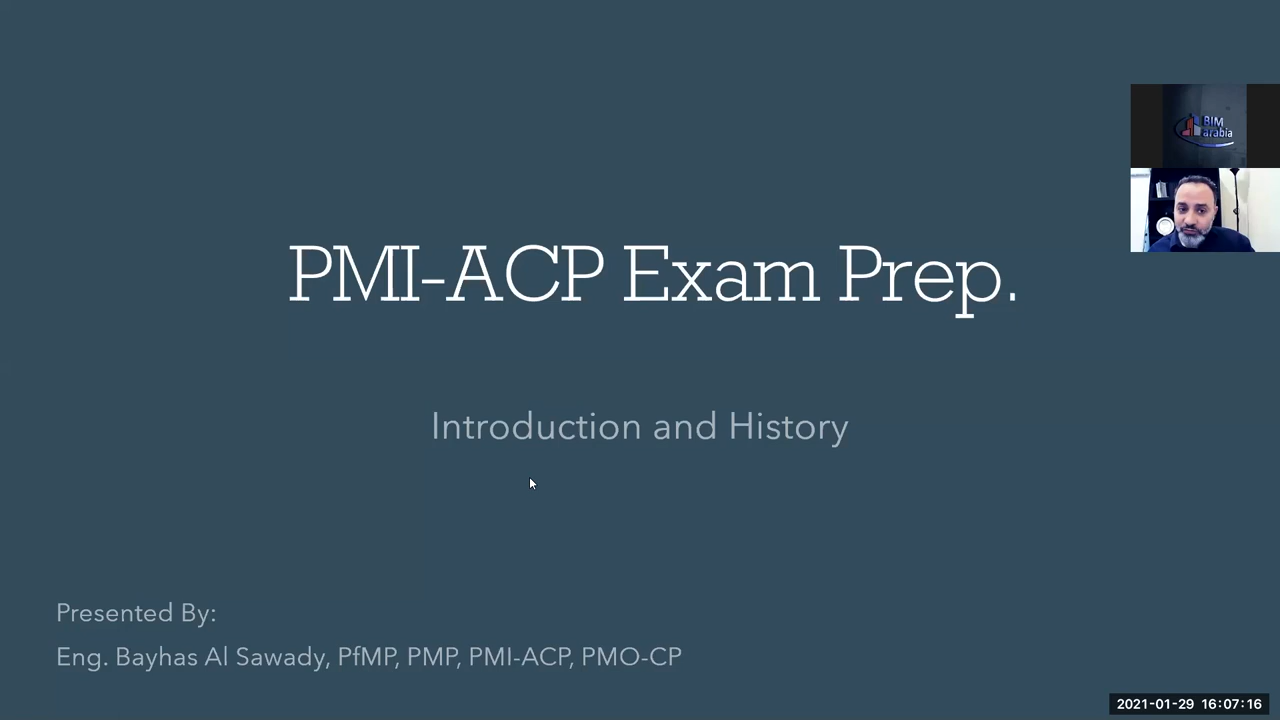 BIM
arabia
PMI-ACP Exam Prep.
Introduction and History
Presented By:
Eng. Bayhas Al Sawady, PfMP, PMP, PMI-ACP, PMO-CP
2021-01-29 16:07:16